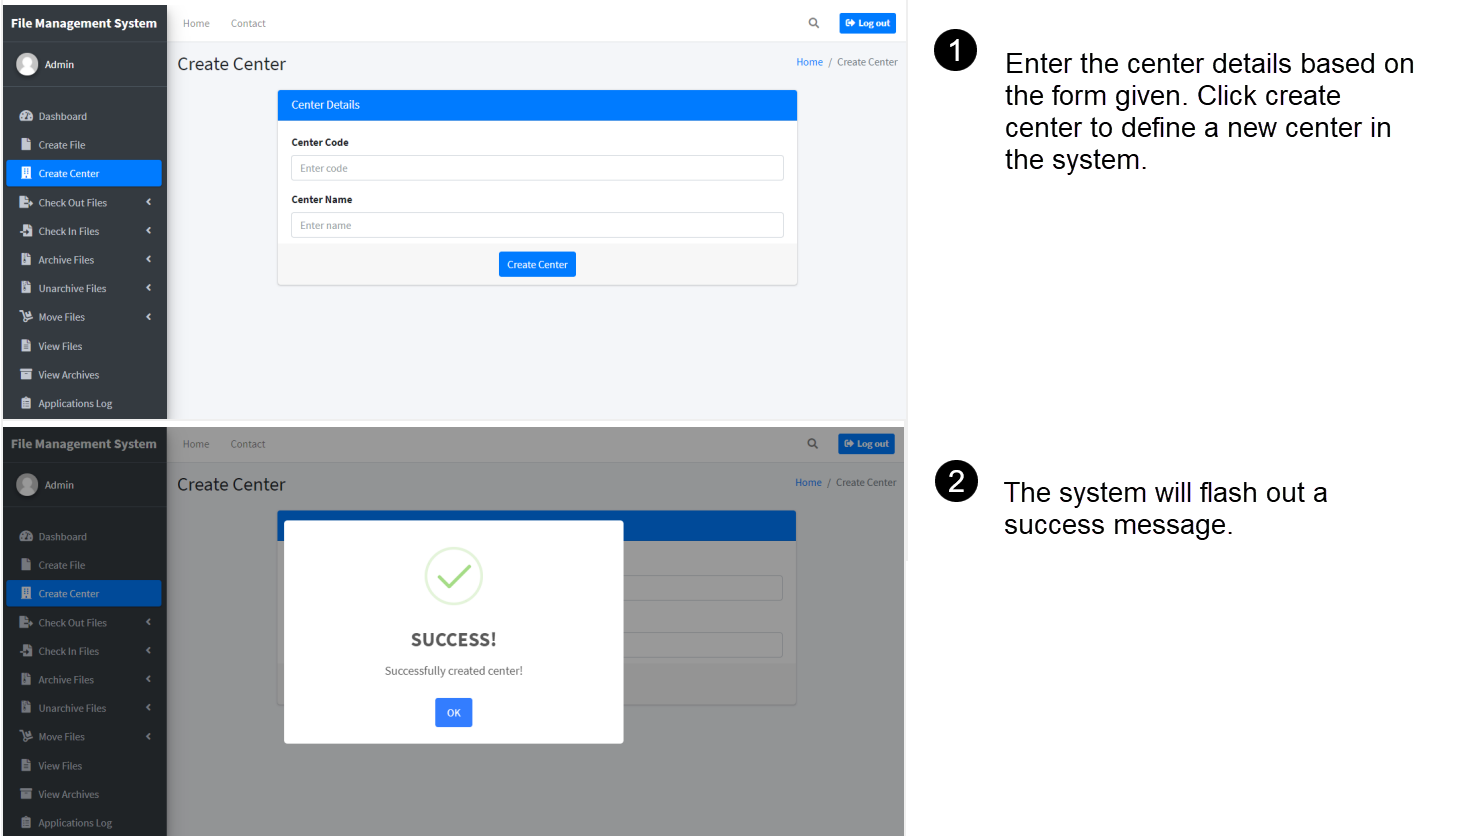 File Management System
Home Contact
Log out
Admin
Create Center
Home / Create Center
Dashboard
Create File
Create Center
Check Out Files
Check In Files
Archive Files
Unarchive Files
Move Files
View Files
View Archives
Applications Log
Center Details
Center Code
Enter code
Center Name
Enter name
Create Center
1
Enter the center details based on
the form given. Click create
center to define a new center in
the system.
File Management System
Home Contact
Log out
Admin
Create Center
Home / Create Center
Dashboard
Create File
Create Center
Check Out Files
Check In Files
Archive Files
Unarchive Files
Move Files
View Files
View Archives
Applications Log
SUCCESS!
Successfully created center!
OK
2
The system will flash out a
success message.